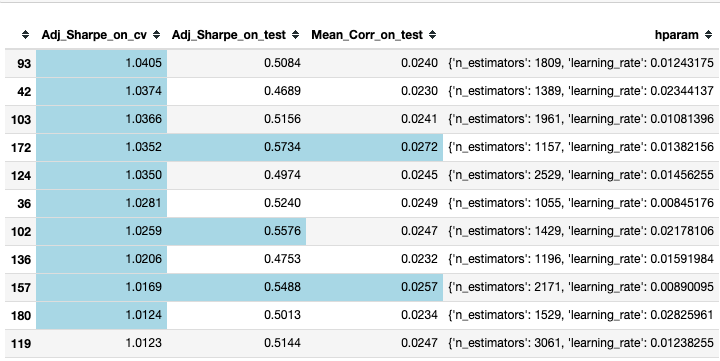 Adj_Sharpe_on_cv Adj_Sharpe_on_test Mean_Corr_on_test hparam
93 1.0405 0.5084 0.0240 {'n_estimators': 1809, 'learning_rate': 0.01243175
42 1.0374 0.4689 0.0230 {'n_estimators': 1389, 'learning_rate': 0.02344137
103 1.0366 0.5156 0.0241 {'n_estimators': 1961, 'learning_rate': 0.01081396
172 1.0352 0.5734 0.0272 {'n_estimators': 1157, 'learning_rate': 0.01382156
124 1.0350 0.4974 0.0245 {'n_estimators': 2529, 'learning_rate': 0.01456255
36 1.0281 0.5240 0.0249 {'n_estimators': 1055, 'learning_rate': 0.00845176
102 1.0259 0.5576 0.0247 {'n_estimators': 1429, 'learning_rate': 0.02178106
136 1.0206 0.4753 0.0232 {'n_estimators': 1196, 'learning_rate': 0.01591984
157 1.0169 0.5488 0.0257 {'n_estimators': 2171, 'learning_rate': 0.00890095
180 1.0124 0.5013 0.0234 {'n_estimators': 1529, 'learning_rate': 0.02825961
119 1.0123 0.5144 0.0247 {'n_estimators': 3061, 'learning_rate': 0.01238255